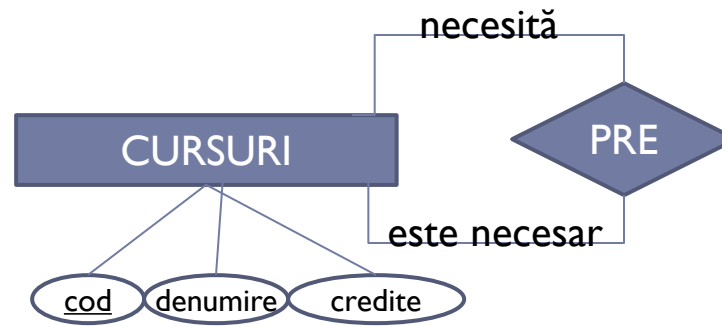 necesită
CURSURI
PRE
este necesar
cod
denumire
credite